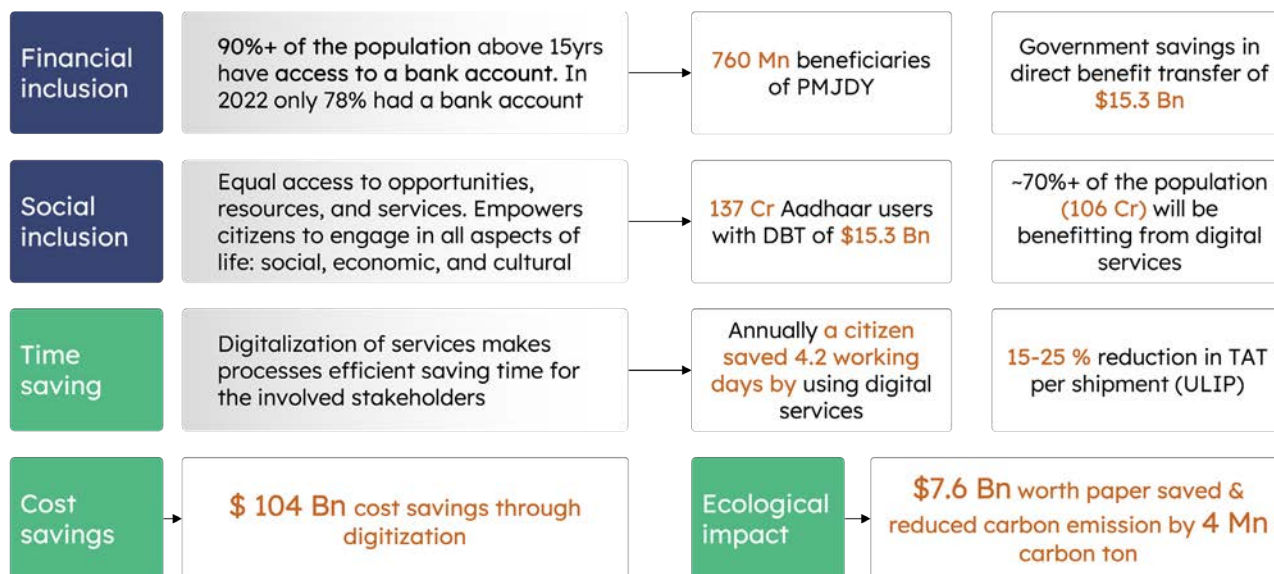 Financial
inclusion
90%+ of the population above 15yrs
have access to a bank account. In
2022 only 78% had a bank account
760 Mn beneficiaries
of PMJDY
Government savings in
direct benefit transfer of
$15.3 Bn
Social
inclusion
Equal access to opportunities,
resources, and services. Empowers
citizens to engage in all aspects of
life: social, economic, and cultural
137 Cr Aadhaar users
with DBT of $15.3 Bn
~70%+ of the population
(106 Cr) will be
benefitting from digital
services
Time
saving
Digitalization of services makes
processes efficient saving time for
the involved stakeholders
Annually a citizen
saved 4.2 working
days by using digital
services
15-25 % reduction in TAT
per shipment (ULIP)
Cost
savings
$ 104 Bn cost savings through
digitization
Ecological
impact
$7.6 Bn worth paper saved &
reduced carbon emission by 4 Mn
carbon ton